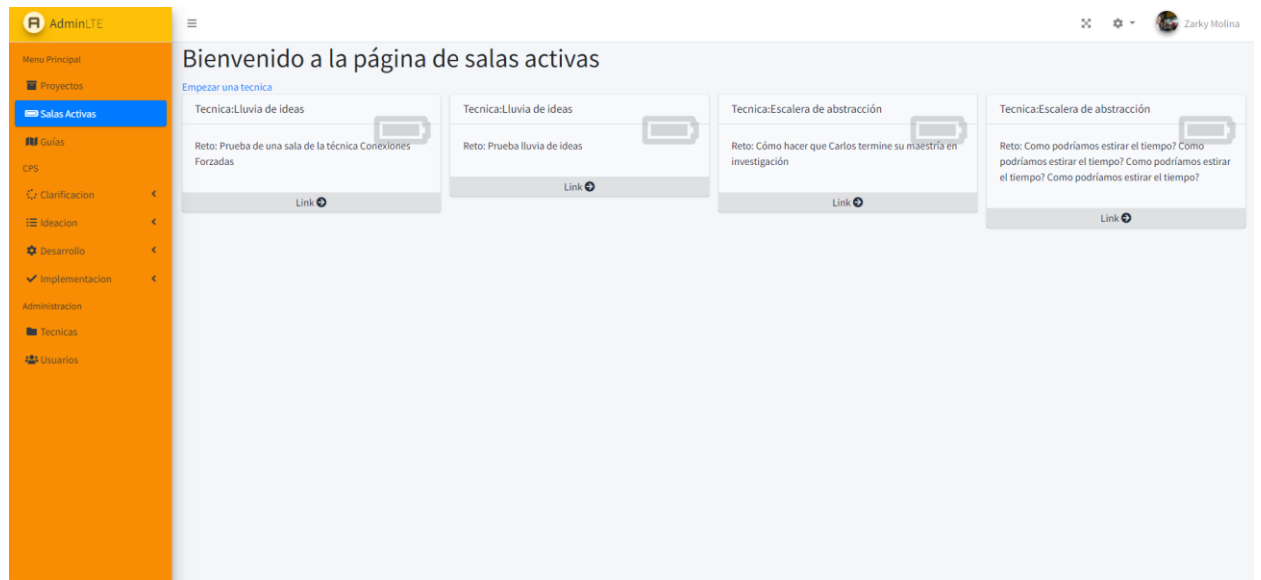 AdminLTE
Zarky Molina
Menu Principal
Proyectos
Salas Activas
Guías
CPS
Clarificacion
Ideacion
Desarrollo
Implementacion
Administracion
Tecnicas
Usuarios
Bienvenido a la página de salas activas
Empezar una tecnica
Tecnica:Lluvia de ideas
Reto: Prueba de una sala de la técnica Conexiones
Forzadas
Link
Tecnica:Lluvia de ideas
Reto: Prueba lluvia de ideas
Link
Tecnica:Escalera de abstracción
Reto: Cómo hacer que Carlos termine su maestría en
investigación
Link
Tecnica:Escalera de abstracción
Reto: Como podríamos estirar el tiempo? Como
podríamos estirar el tiempo? Como podríamos estirar
el tiempo? Como podríamos estirar el tiempo?
Link